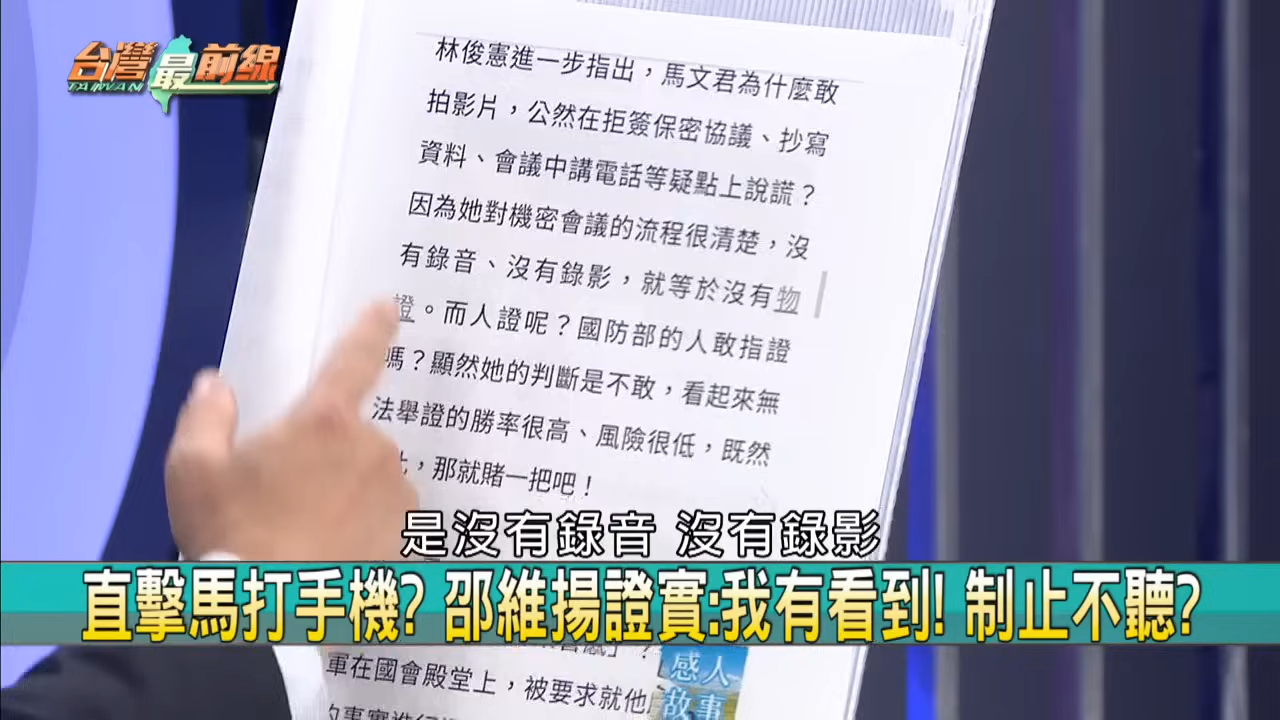 台灣最前線
TAIWAN
林俊憲進一步指出，馬文君為什麼敢
拍影片，公然在拒簽保密協議、抄寫
資料、會議中講電話等疑點上說謊？
因為她對機密會議的流程很清楚，沒
有錄音、沒有錄影，就等於沒有物
證。而人證呢？國防部的人敢指證
嗎？顯然她的判斷是不敢，看起來無
法舉證的勝率很高、風險很低，既然
，那就賭一把吧！
是沒有錄音 沒有錄影
直擊馬打手機? 邵維揚證實:我有看到! 制止不聽?
軍在國會殿堂上，被要求就他
感人
故事